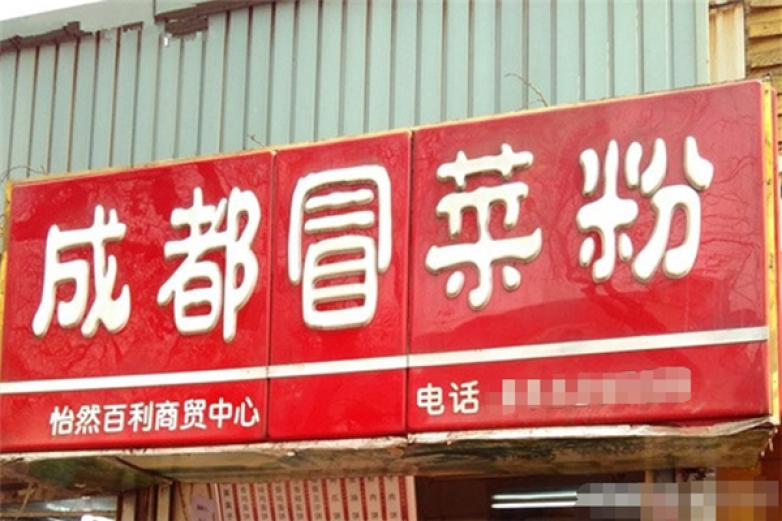 成都冒菜粉
怡然百利商贸中心
电话